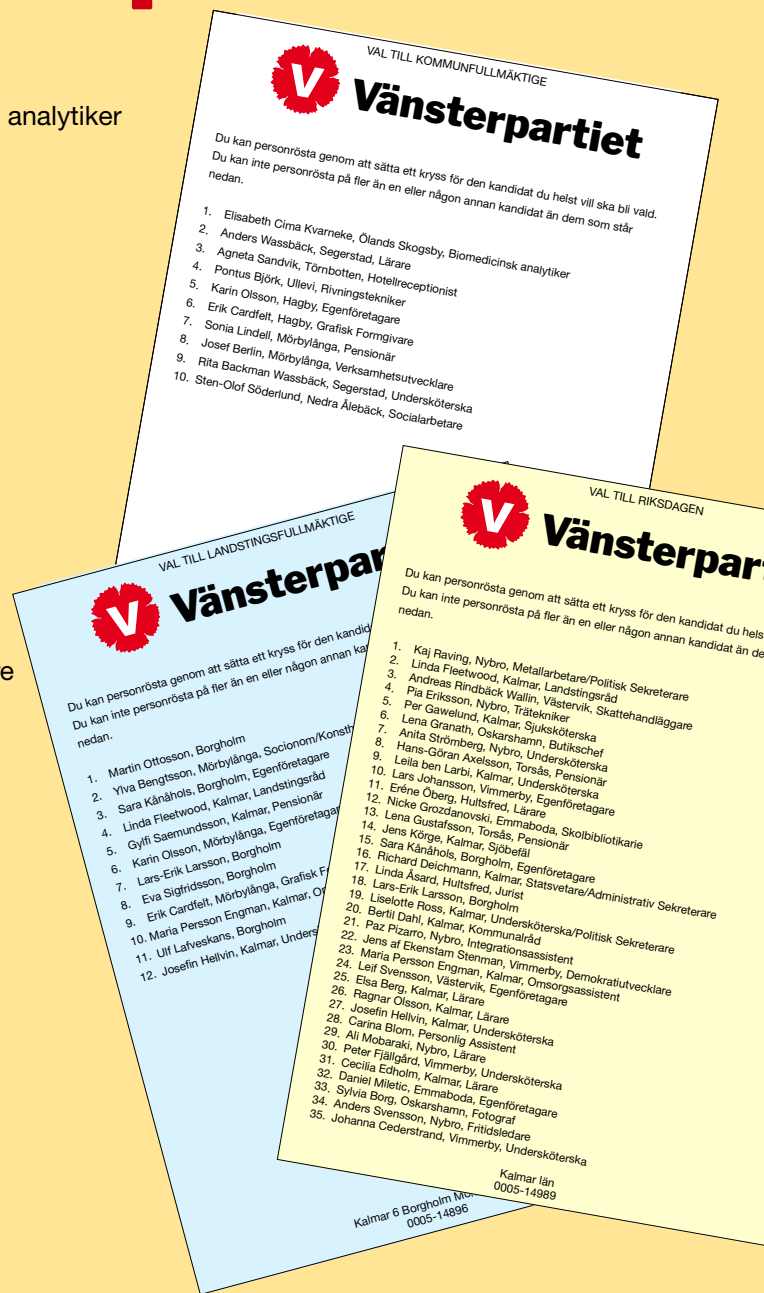 analytiker
VAL TILL KOMMUNFULLMÄKTIGE
V Vänsterpartiet
Du kan personrösta genom att sätta ett kryss för den kandidat du helst vill ska bli vald.
Du kan inte personrösta på fler än en eller någon annan kandidat än dem som står
nedan.
1. Elisabeth Cima Kvarneke, Ölands Skogsby, Biomedicinsk analytiker
2. Anders Wassbäck, Segerstad, Lärare
3. Agneta Sandvik, Törnbotten, Hotellreceptionist
4. Pontus Björk, Ullevi, Rivningstekniker
5. Karin Olsson, Hagby, Egenföretagare
6. Erik Cardfelt, Hagby, Grafisk Formgivare
7. Sonia Lindell, Mörbylånga, Pensionär
8. Josef Berlin, Mörbylånga, Verksamhetsutvecklare
9. Rita Backman Wassbäck, Segerstad, Undersköterska
10. Sten-Olof Söderlund, Nedra Ålebäck, Socialarbetare
VAL TILL LANDSTINGSFULLMÄKTIGE
V Vänsterpar
Du kan personrösta genom att sätta ett kryss för den kandid
Du kan inte personrösta på fler än en eller någon annan ka
nedan.
1. Martin Ottosson, Borgholm
2. Ylva Bengtsson, Mörbylånga, Socionom/Konsth
3. Sara Kånåhols, Borgholm, Egenföretagare
4. Linda Fleetwood, Kalmar, Landstingsråd
5. Gylfi Saemundsson, Kalmar, Pensionär
6. Karin Olsson, Mörbylånga, Egenföretagar
7. Lars-Erik Larsson, Borgholm
8. Eva Sigfridsson, Borgholm
9. Erik Cardfelt, Mörbylånga, Grafisk F
10. Maria Persson Engman, Kalmar, O
11. Ulf Lafveskans, Borgholm
12. Josefin Hellvin, Kalmar, Unders
Kalmar 6 Borgholm Mö
0005-14896
VAL TILL RIKSDAGEN
V Vänsterpart
Du kan personrösta genom att sätta ett kryss för den kandidat du hels
Du kan inte personrösta på fler än en eller någon annan kandidat än de
nedan.
1. Kaj Raving, Nybro, Metallarbetare/Politisk Sekreterare
2. Linda Fleetwood, Kalmar, Landstingsråd
3. Andreas Rindbäck Wallin, Västervik, Skattehandläggare
4. Pia Eriksson, Nybro, Trätekniker
5. Per Gawelund, Kalmar, Sjuksköterska
6. Lena Granath, Oskarshamn, Butikschef
7. Anita Strömberg, Nybro, Undersköterska
8. Hans-Göran Axelsson, Torsås, Pensionär
9. Leila ben Larbi, Kalmar, Undersköterska
10. Lars Johansson, Vimmerby, Egenföretagare
11. Eréne Öberg, Hultsfred, Lärare
12. Nicke Grozdanovski, Emmaboda, Skolbibliotikarie
13. Lena Gustafsson, Torsås, Pensionär
14. Jens Körge, Kalmar, Sjöbefäl
15. Sara Kånåhols, Borgholm, Egenföretagare
16. Richard Deichmann, Kalmar, Statsvetare/Administrativ Sekreterare
17. Linda Åsard, Hultsfred, Jurist
18. Lars-Erik Larsson, Borgholm
19. Liselotte Ross, Kalmar, Undersköterska/Politisk Sekreterare
20. Bertil Dahl, Kalmar, Kommunalråd
21. Paz Pizarro, Nybro, Integrationsassistent
22. Jens af Ekenstam Stenman, Vimmerby, Demokratiutvecklare
23. Maria Persson Engman, Kalmar, Omsorgsassistent
24. Leif Svensson, Västervik, Egenföretagare
25. Elsa Berg, Kalmar, Lärare
26. Ragnar Olsson, Kalmar, Lärare
27. Josefin Hellvin, Kalmar, Undersköterska
28. Carina Blom, Personlig Assistent
29. Ali Mobaraki, Nybro, Lärare
30. Peter Fjällgård, Vimmerby, Undersköterska
31. Cecilia Edholm, Kalmar, Lärare
32. Daniel Miletic, Emmaboda, Egenföretagare
33. Sylvia Borg, Oskarshamn, Fotograf
34. Anders Svensson, Nybro, Fritidsledare
35. Johanna Cederstrand, Vimmerby, Undersköterska
Kalmar län
0005-14989